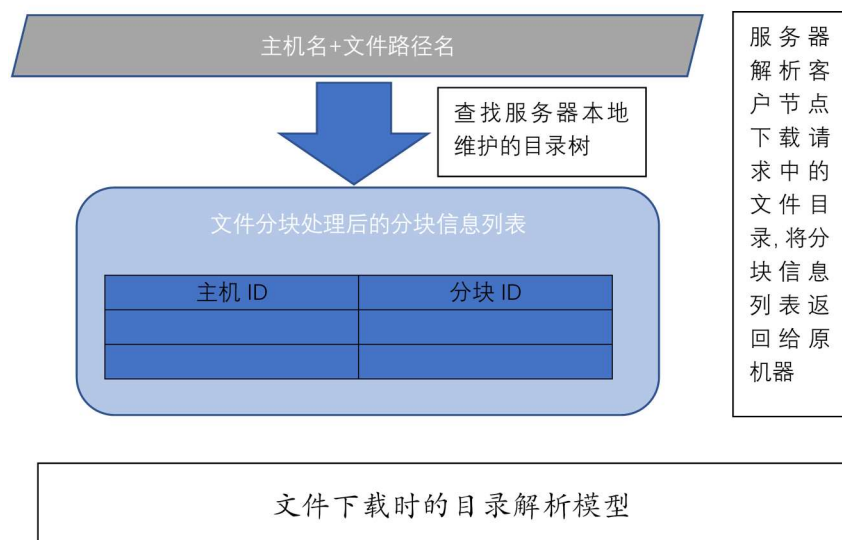 主机名+文件路径名
查找服务器本地
维护的目录树
文件分块处理后的分块信息列表
主机 ID
分块 ID
服务器
解析客
户节点
下载请
求中的
文件目
录,将分
块信息
列表返
回给原
机器
文件下载时的目录解析模型